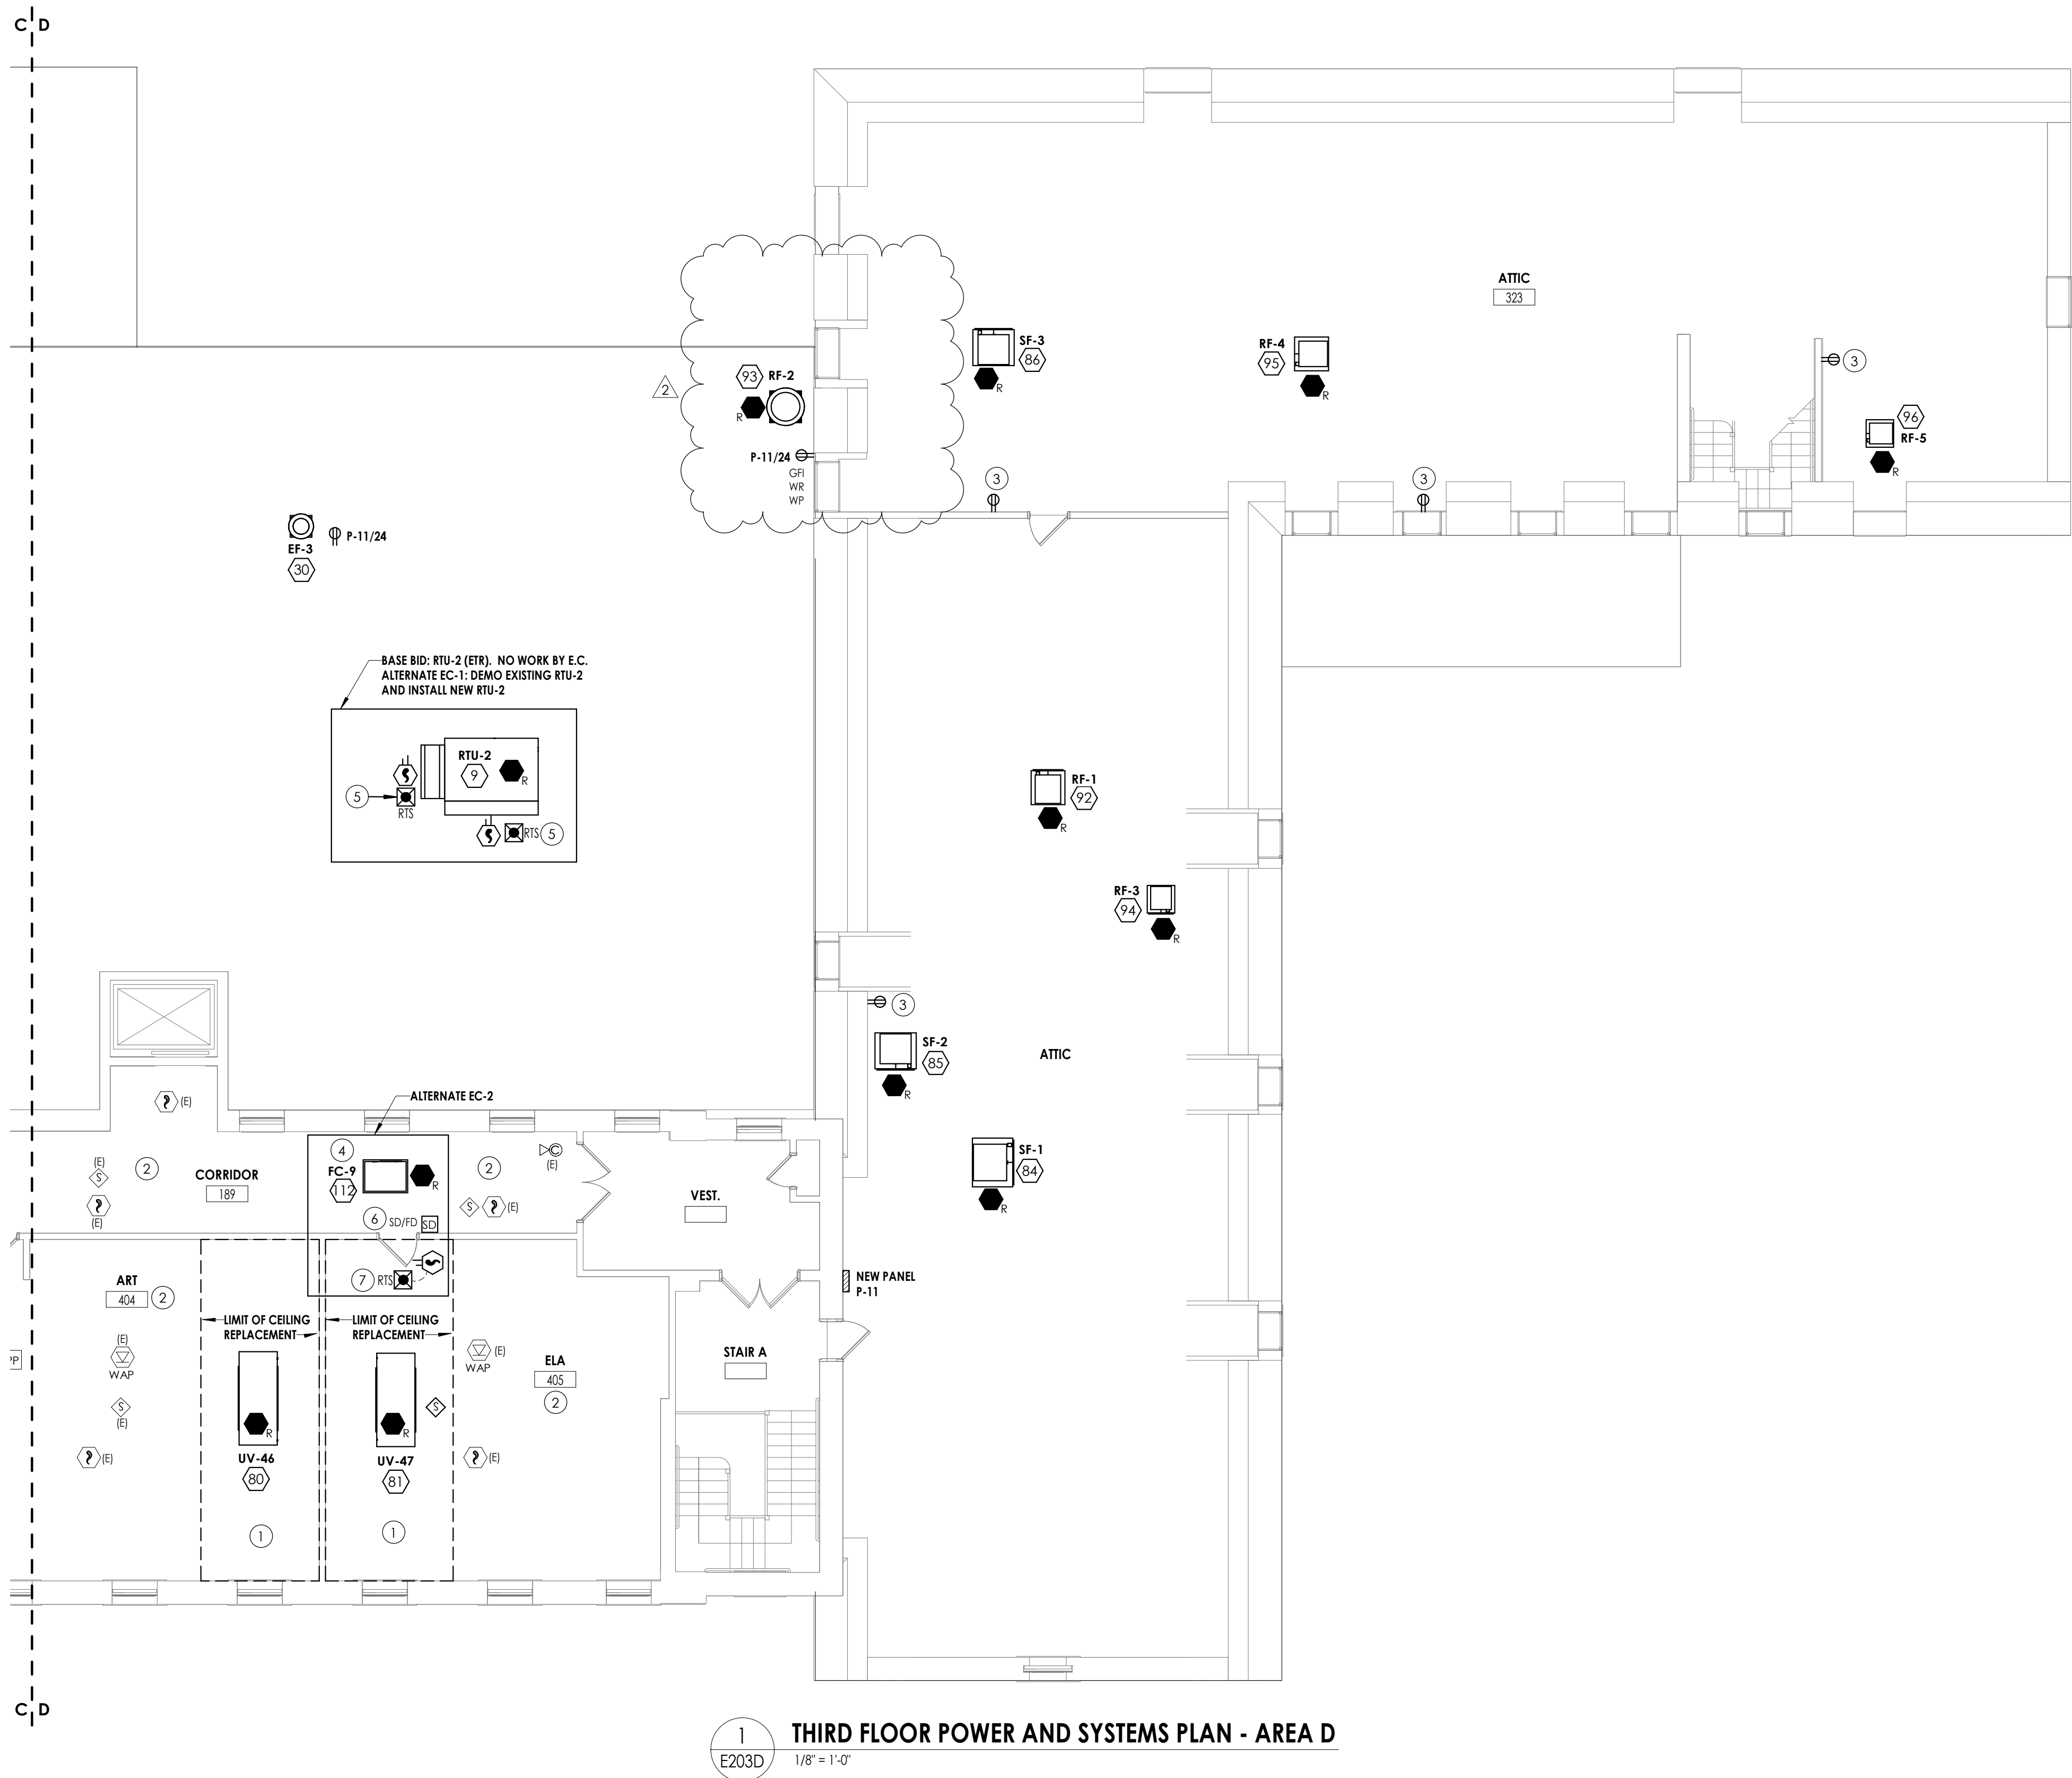 C D
ATTIC
323
SF-3
86
R
RF-4
95
R
3
96
RF-5
R
2
93 RF-2
R
P-11/24
GFI
WR
WP
3
3
EF-3
30
P-11/24
BASE BID: RTU-2 (ETR). NO WORK BY E.C.
ALTERNATE EC-1: DEMO EXISTING RTU-2
AND INSTALL NEW RTU-2
RTU-2
9
R
5
RTS
RTS 5
RF-1
92
R
RF-3
94
R
3
SF-2
85
R
ATTIC
SF-1
84
R
ALTERNATE EC-2
(E)
(E)
S
(E)
2
CORRIDOR
189
4
FC-9
112
R
2
C
(E)
S
(E)
6 SD/FD SD
7 RTS
VEST.
NEW PANEL
P-11
ART
404 2
LIMIT OF CEILING
REPLACEMENT
LIMIT OF CEILING
REPLACEMENT
PP
(E)
WAP
S
(E)
(E)
R
UV-46
80
1
R
UV-47
81
1
S
(E)
WAP
(E)
ELA
405
2
STAIR A
C D
1
E203D
THIRD FLOOR POWER AND SYSTEMS PLAN - AREA D
1/8" = 1'-0"